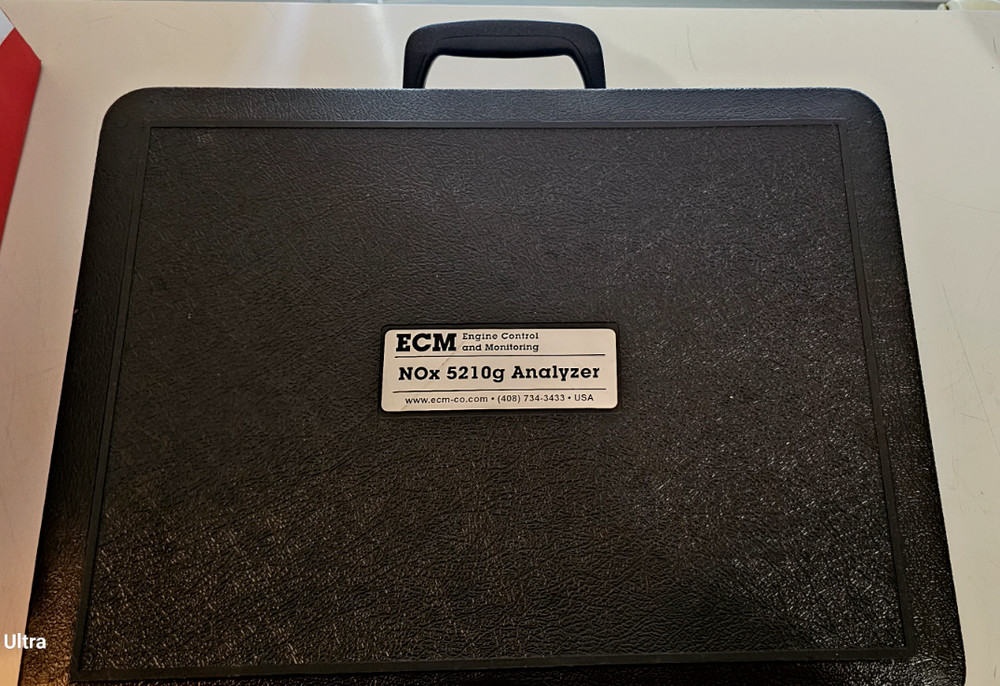 ECM Engine Control
and Monitoring
NOx 5210g Analyzer
www.ecm-co.com • (408) 734-3433 • USA
Ultra